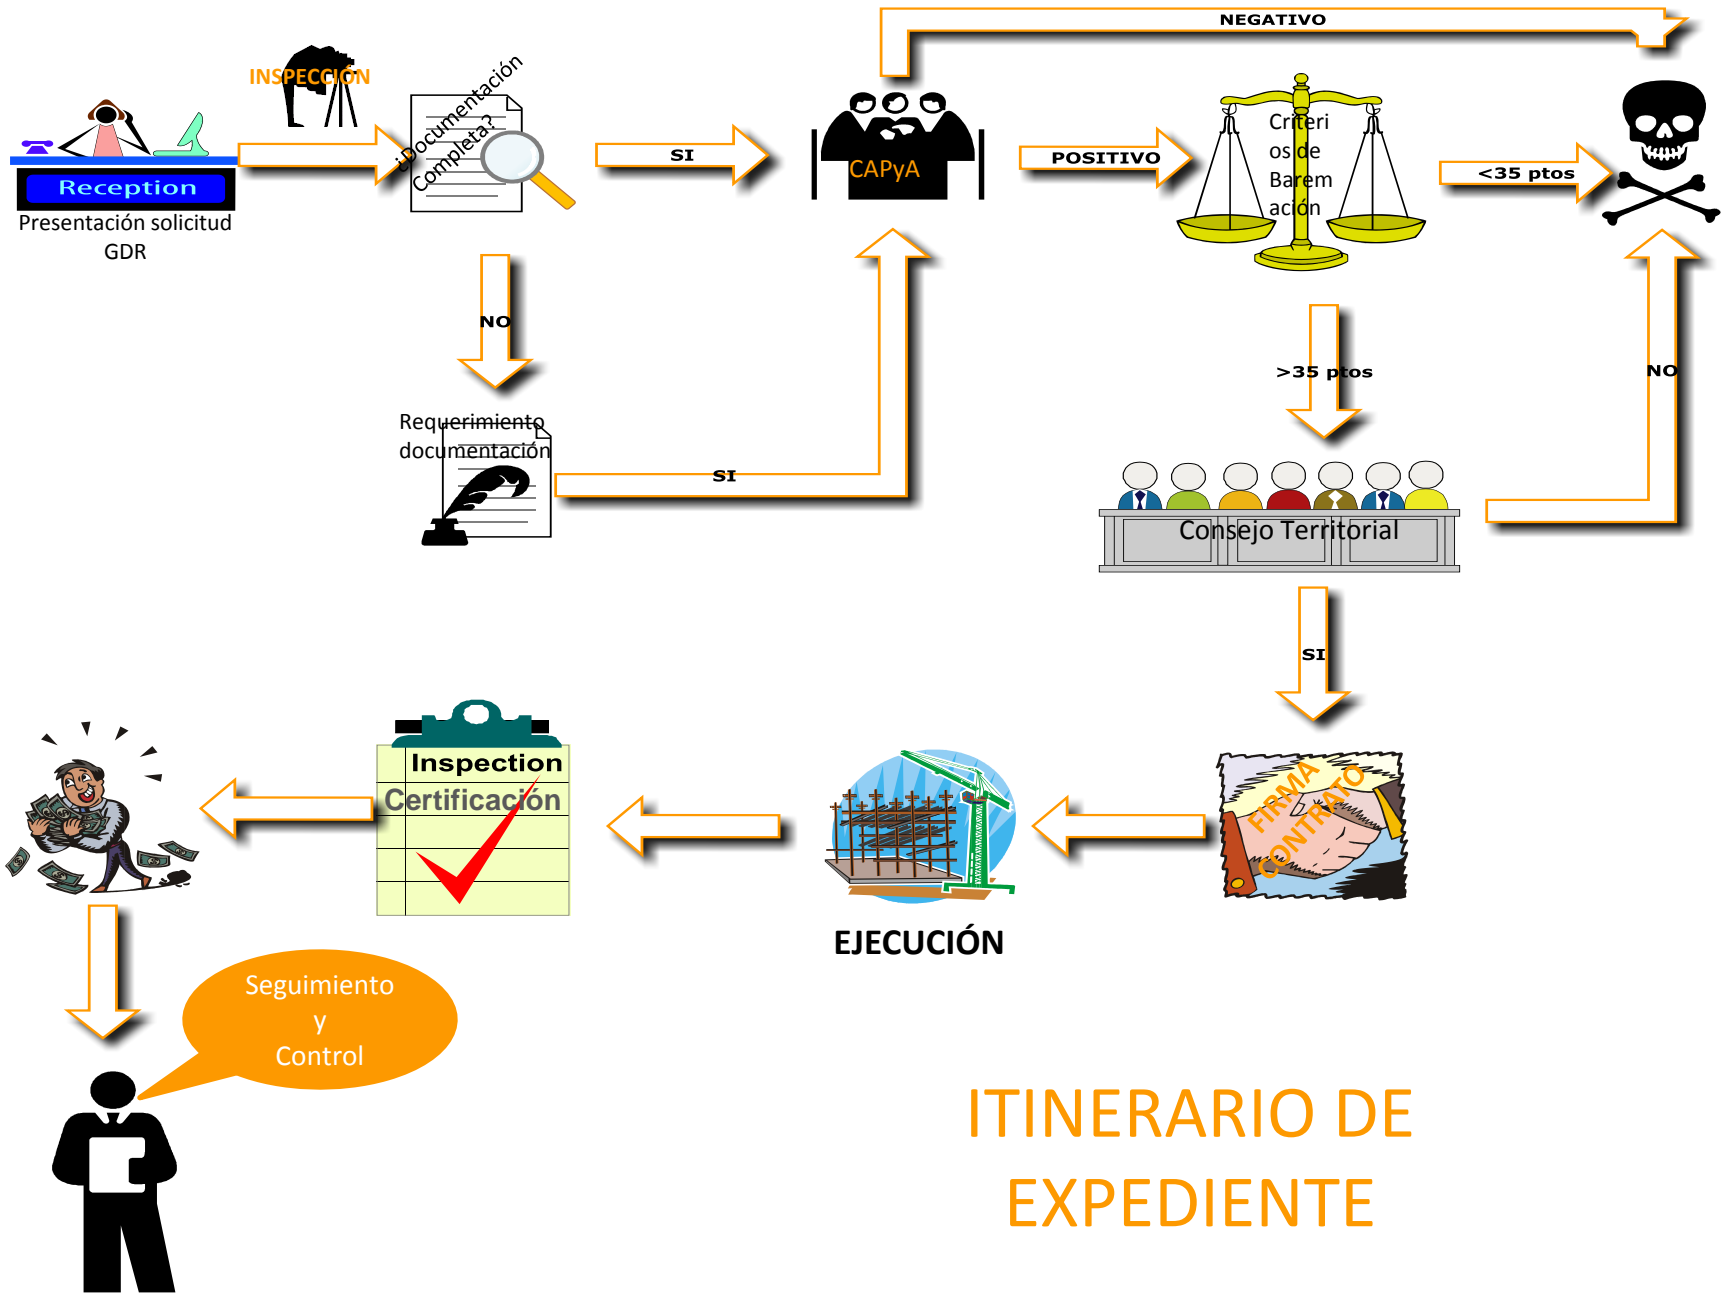 NEGATIVO
INSPECCIÓN
¿Documentación
Completa?
Reception
Presentación solicitud
GDR
SI
CAPyA
POSITIVO
Criteri
os de
Barem
ación
<35 ptos
NO
>35 ptos
NO
Requerimiento
documentación
SI
Consejo Territorial
SI
Inspection
Certificación
FIRMA
CONTRATO
EJECUCIÓN
Seguimiento
y
Control
ITINERARIO DE
EXPEDIENTE